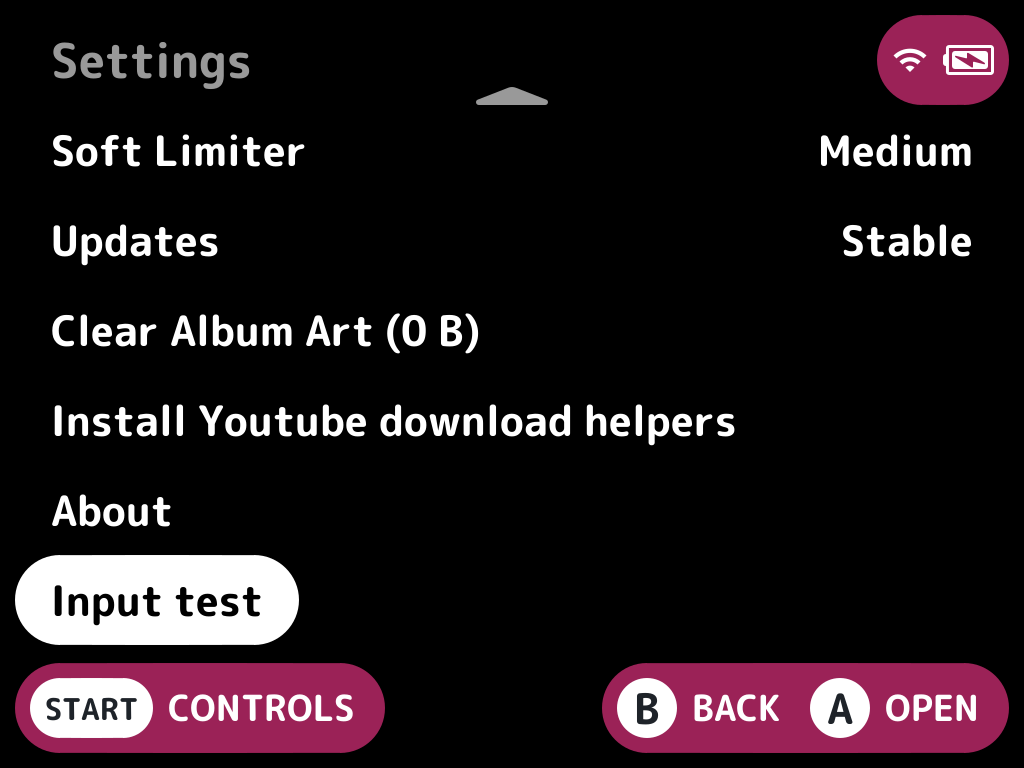 Settings
Soft Limiter Medium
Updates Stable
Clear Album Art (0 B)
Install Youtube download helpers
About
Input test
START CONTROLS B BACK A OPEN